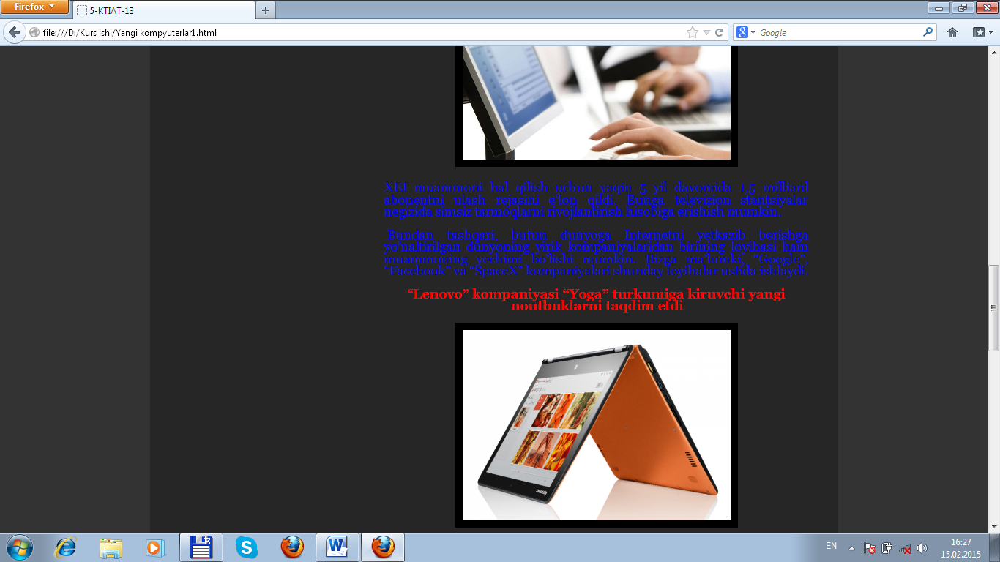 Firefox
5-KTIAT-13
file:///D:/Kurs ishi/Yangi kompyuterlar1.html
Google
XEI muammoni hal qilish uchun yaqin 5 yil davomida 1,5 milliard
abonentni ulash rejasini e'lon qildi. Bunga televizion stantsiyalar
negizida simsiz tarmoqlarni rivojlantirish hisobiga erishish mumkin.
Bundan tashqari, butun dunyoga Internetni yetkazib berishga
yo'naltirilgan dunyoning yirik kompaniyalaridan birining loyihasi ham
muammoning yechimi bo'lishi mumkin. Bizga ma'lumki, “Google”,
“Facebook” va “SpaceX” kompaniyalari shunday loyihalar ustida ishlaydi.
“Lenovo” kompaniyasi “Yoga” turkumiga kiruvchi yangi
noutbuklarni taqdim etdi
lenovo
EN
16:27
15.02.2015